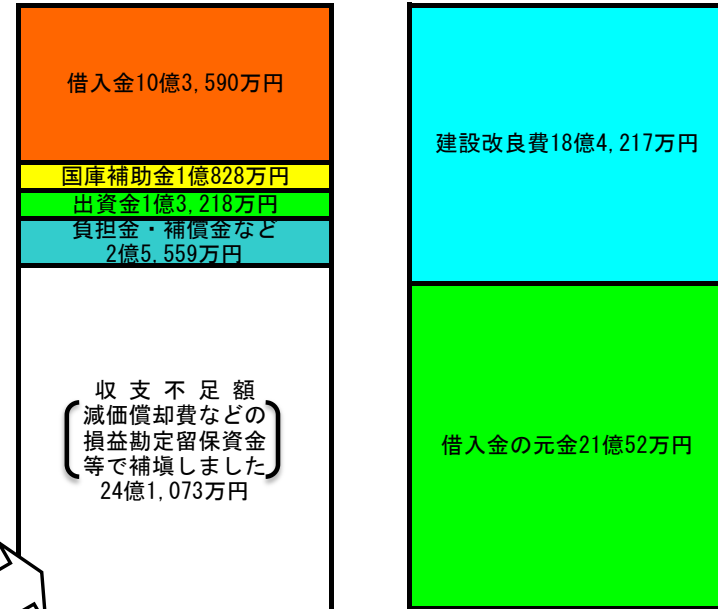 借入金10億3,590万円
国庫補助金1億828万円
出資金1億3,218万円
負担金・補償金など
2億5,559万円
収支不足額
減価償却費などの
損益勘定留保資金
等で補塡しました
24億1,073万円
建設改良費18億4,217万円
借入金の元金21億52万円